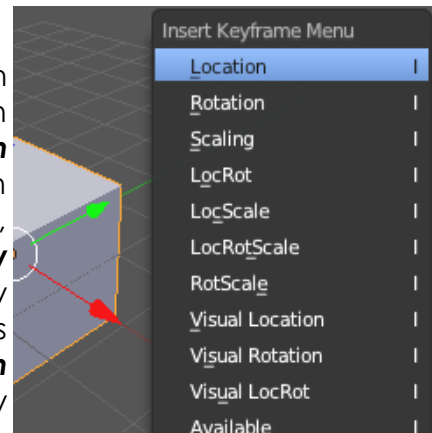 Insert Keyframe Menu
Location I
Rotation I
Scaling I
LocRot I
LocScale I
LocRotScale I
RotScale I
Visual Location I
Visual Rotation I
Visual LocRot I
Available I